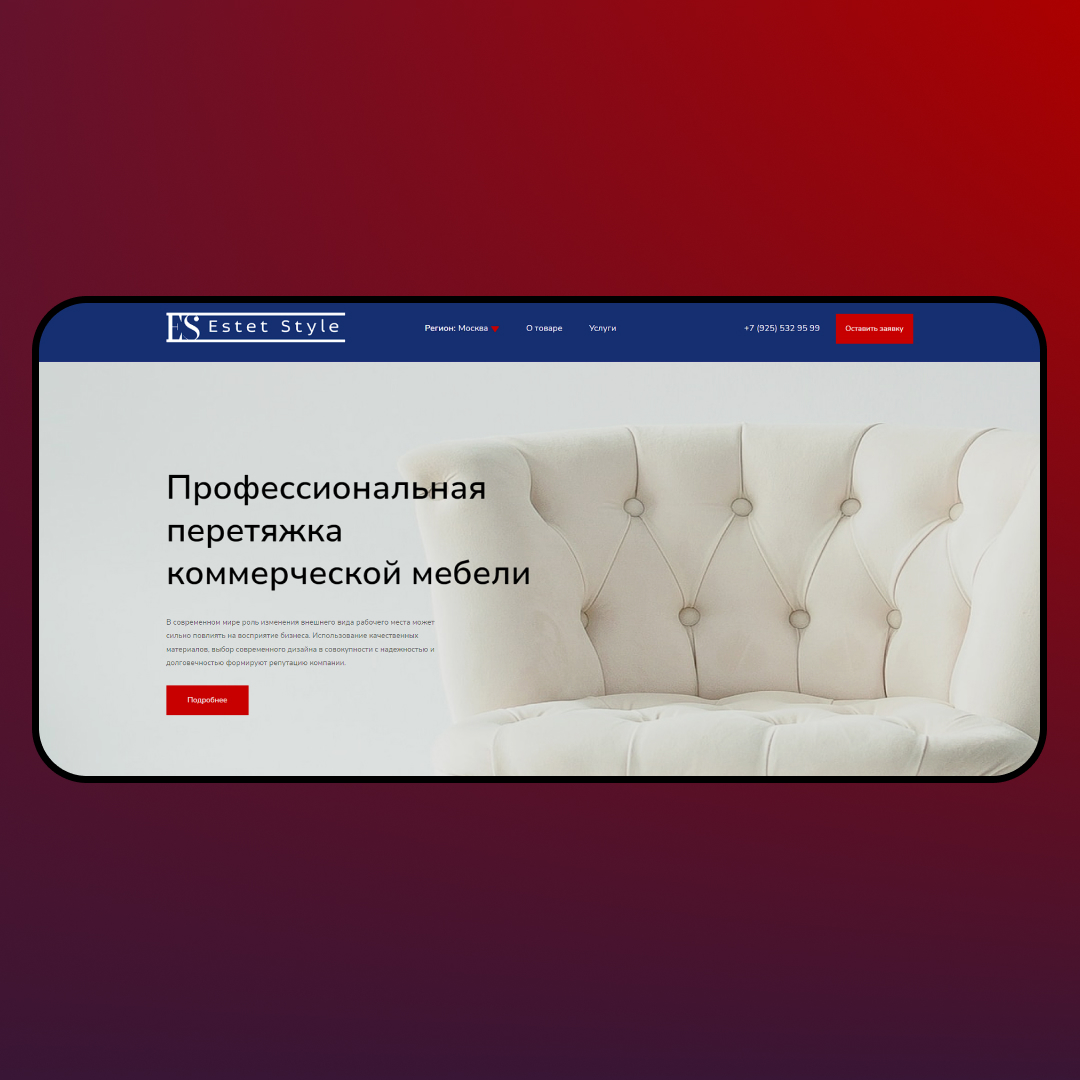 ES Estet Style
Регион: Москва
О товаре
Услуги
+7 (925) 532 95 99
Оставить заявку
Профессиональная
перетяжка
коммерческой мебели
В современном мире роль изменения внешнего вида рабочего места может
сильно повлиять на восприятие бизнеса. Использование качественных
материалов, выбор современного дизайна в совокупности с надежностью и
долговечностью формируют репутацию компании.
Подробнее